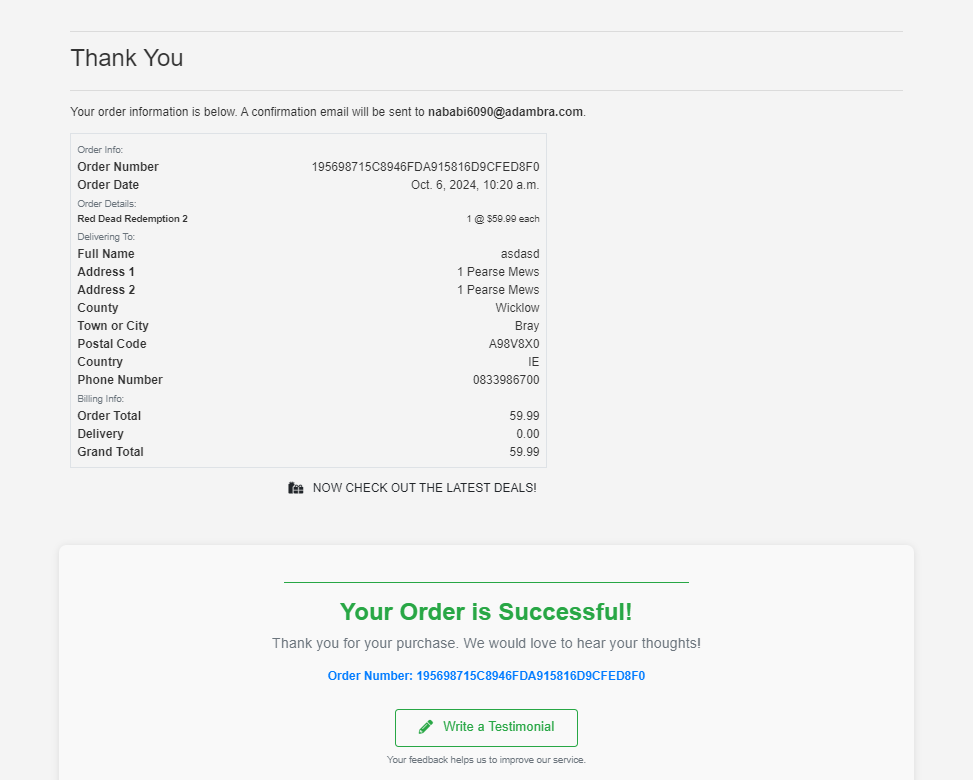 Thank You
Your order information is below. A confirmation email will be sent to nababi6090@adambra.com.
Order Info:
Order Number 195698715C8946FDA915816D9CFED8F0
Order Date Oct. 6, 2024, 10:20 a.m.
Order Details:
Red Dead Redemption 2 1 @ $59.99 each
Delivering To:
Full Name asdasd
Address 1 1 Pearse Mews
Address 2 1 Pearse Mews
County Wicklow
Town or City Bray
Postal Code A98V8X0
Country IE
Phone Number 0833986700
Billing Info:
Order Total 59.99
Delivery 0.00
Grand Total 59.99
NOW CHECK OUT THE LATEST DEALS!
Your Order is Successful!
Thank you for your purchase. We would love to hear your thoughts!
Order Number: 195698715C8946FDA915816D9CFED8F0
Write a Testimonial
Your feedback helps us to improve our service.